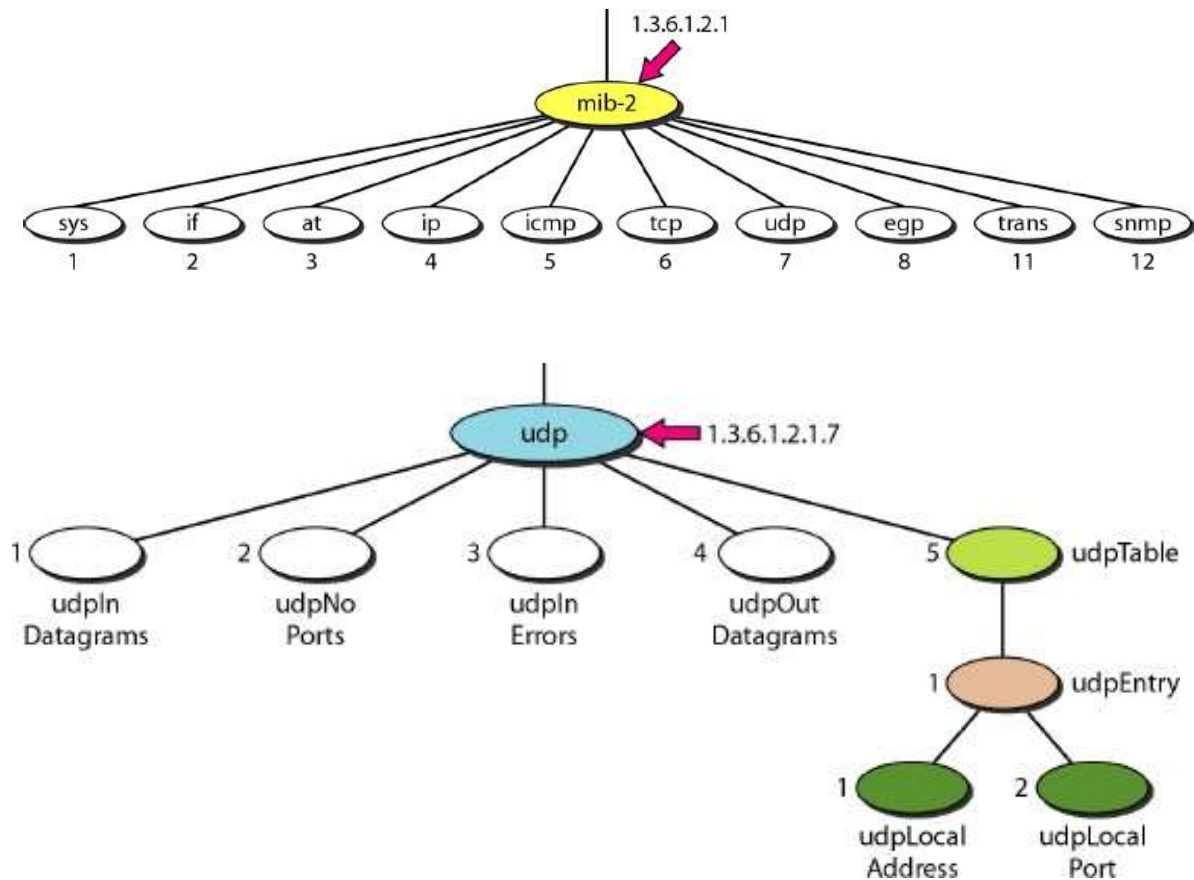 1.3.6.1.2.1
mib-2
sys if at ip icmp tcp udp egp trans snmp
1 2 3 4 5 6 7 8 11 12
udp 1.3.6.1.2.1.7
1 2 3 4 5 udpTable
udpIn udpNo udpIn udpOut
Datagrams Ports Errors Datagrams
1 udpEntry
1 2
udpLocal udpLocal
Address Port